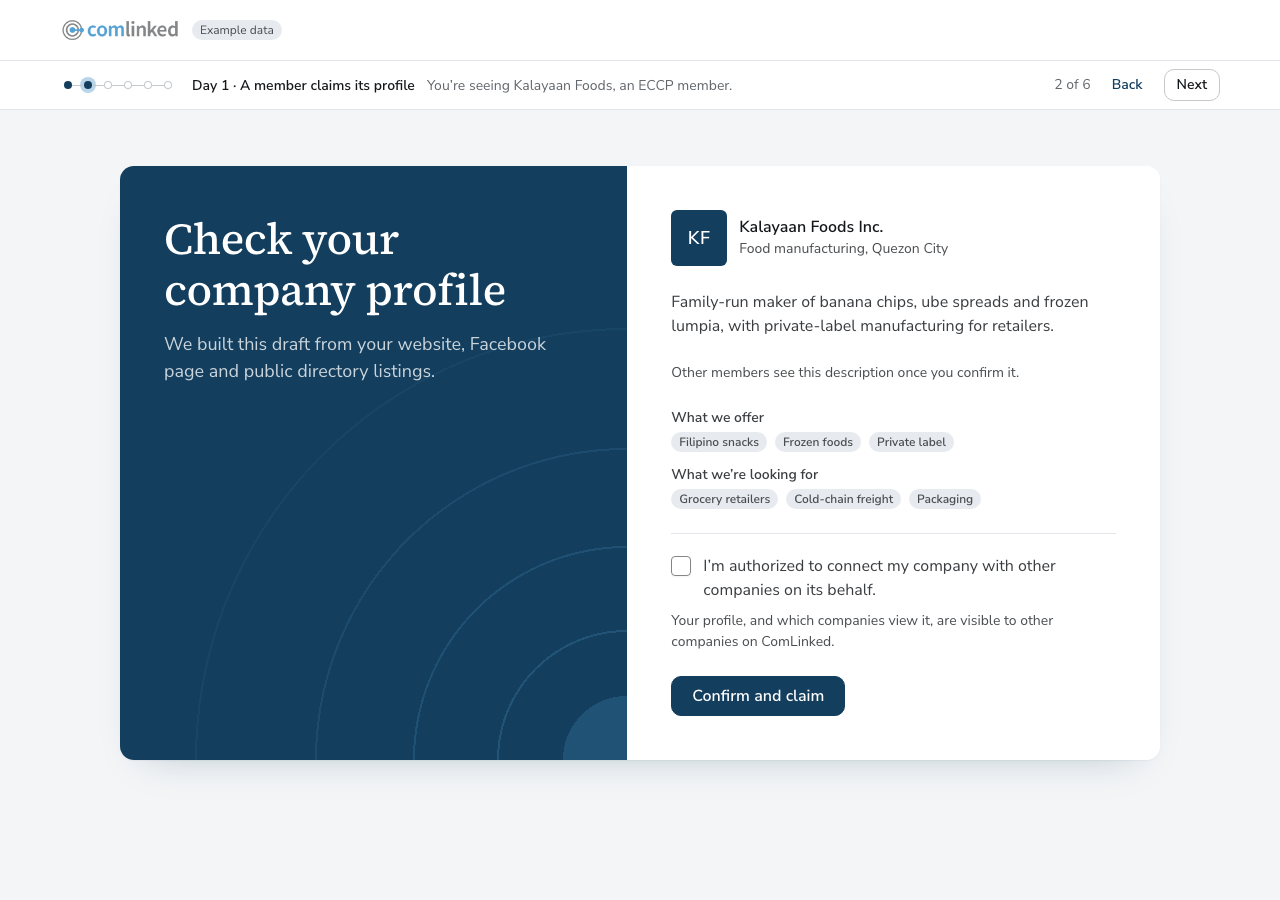 comlinked
Example data
Day 1 · A member claims its profile
You're seeing Kalayaan Foods, an ECCP member.
2 of 6
Back
Next
Check your
company profile
We built this draft from your website, Facebook
page and public directory listings.
KF
Kalayaan Foods Inc.
Food manufacturing, Quezon City
Family-run maker of banana chips, ube spreads and frozen
lumpia, with private-label manufacturing for retailers.
Other members see this description once you confirm it.
What we offer
Filipino snacks
Frozen foods
Private label
What we’re looking for
Grocery retailers
Cold-chain freight
Packaging
I’m authorized to connect my company with other
companies on its behalf.
Your profile, and which companies view it, are visible to other
companies on ComLinked.
Confirm and claim